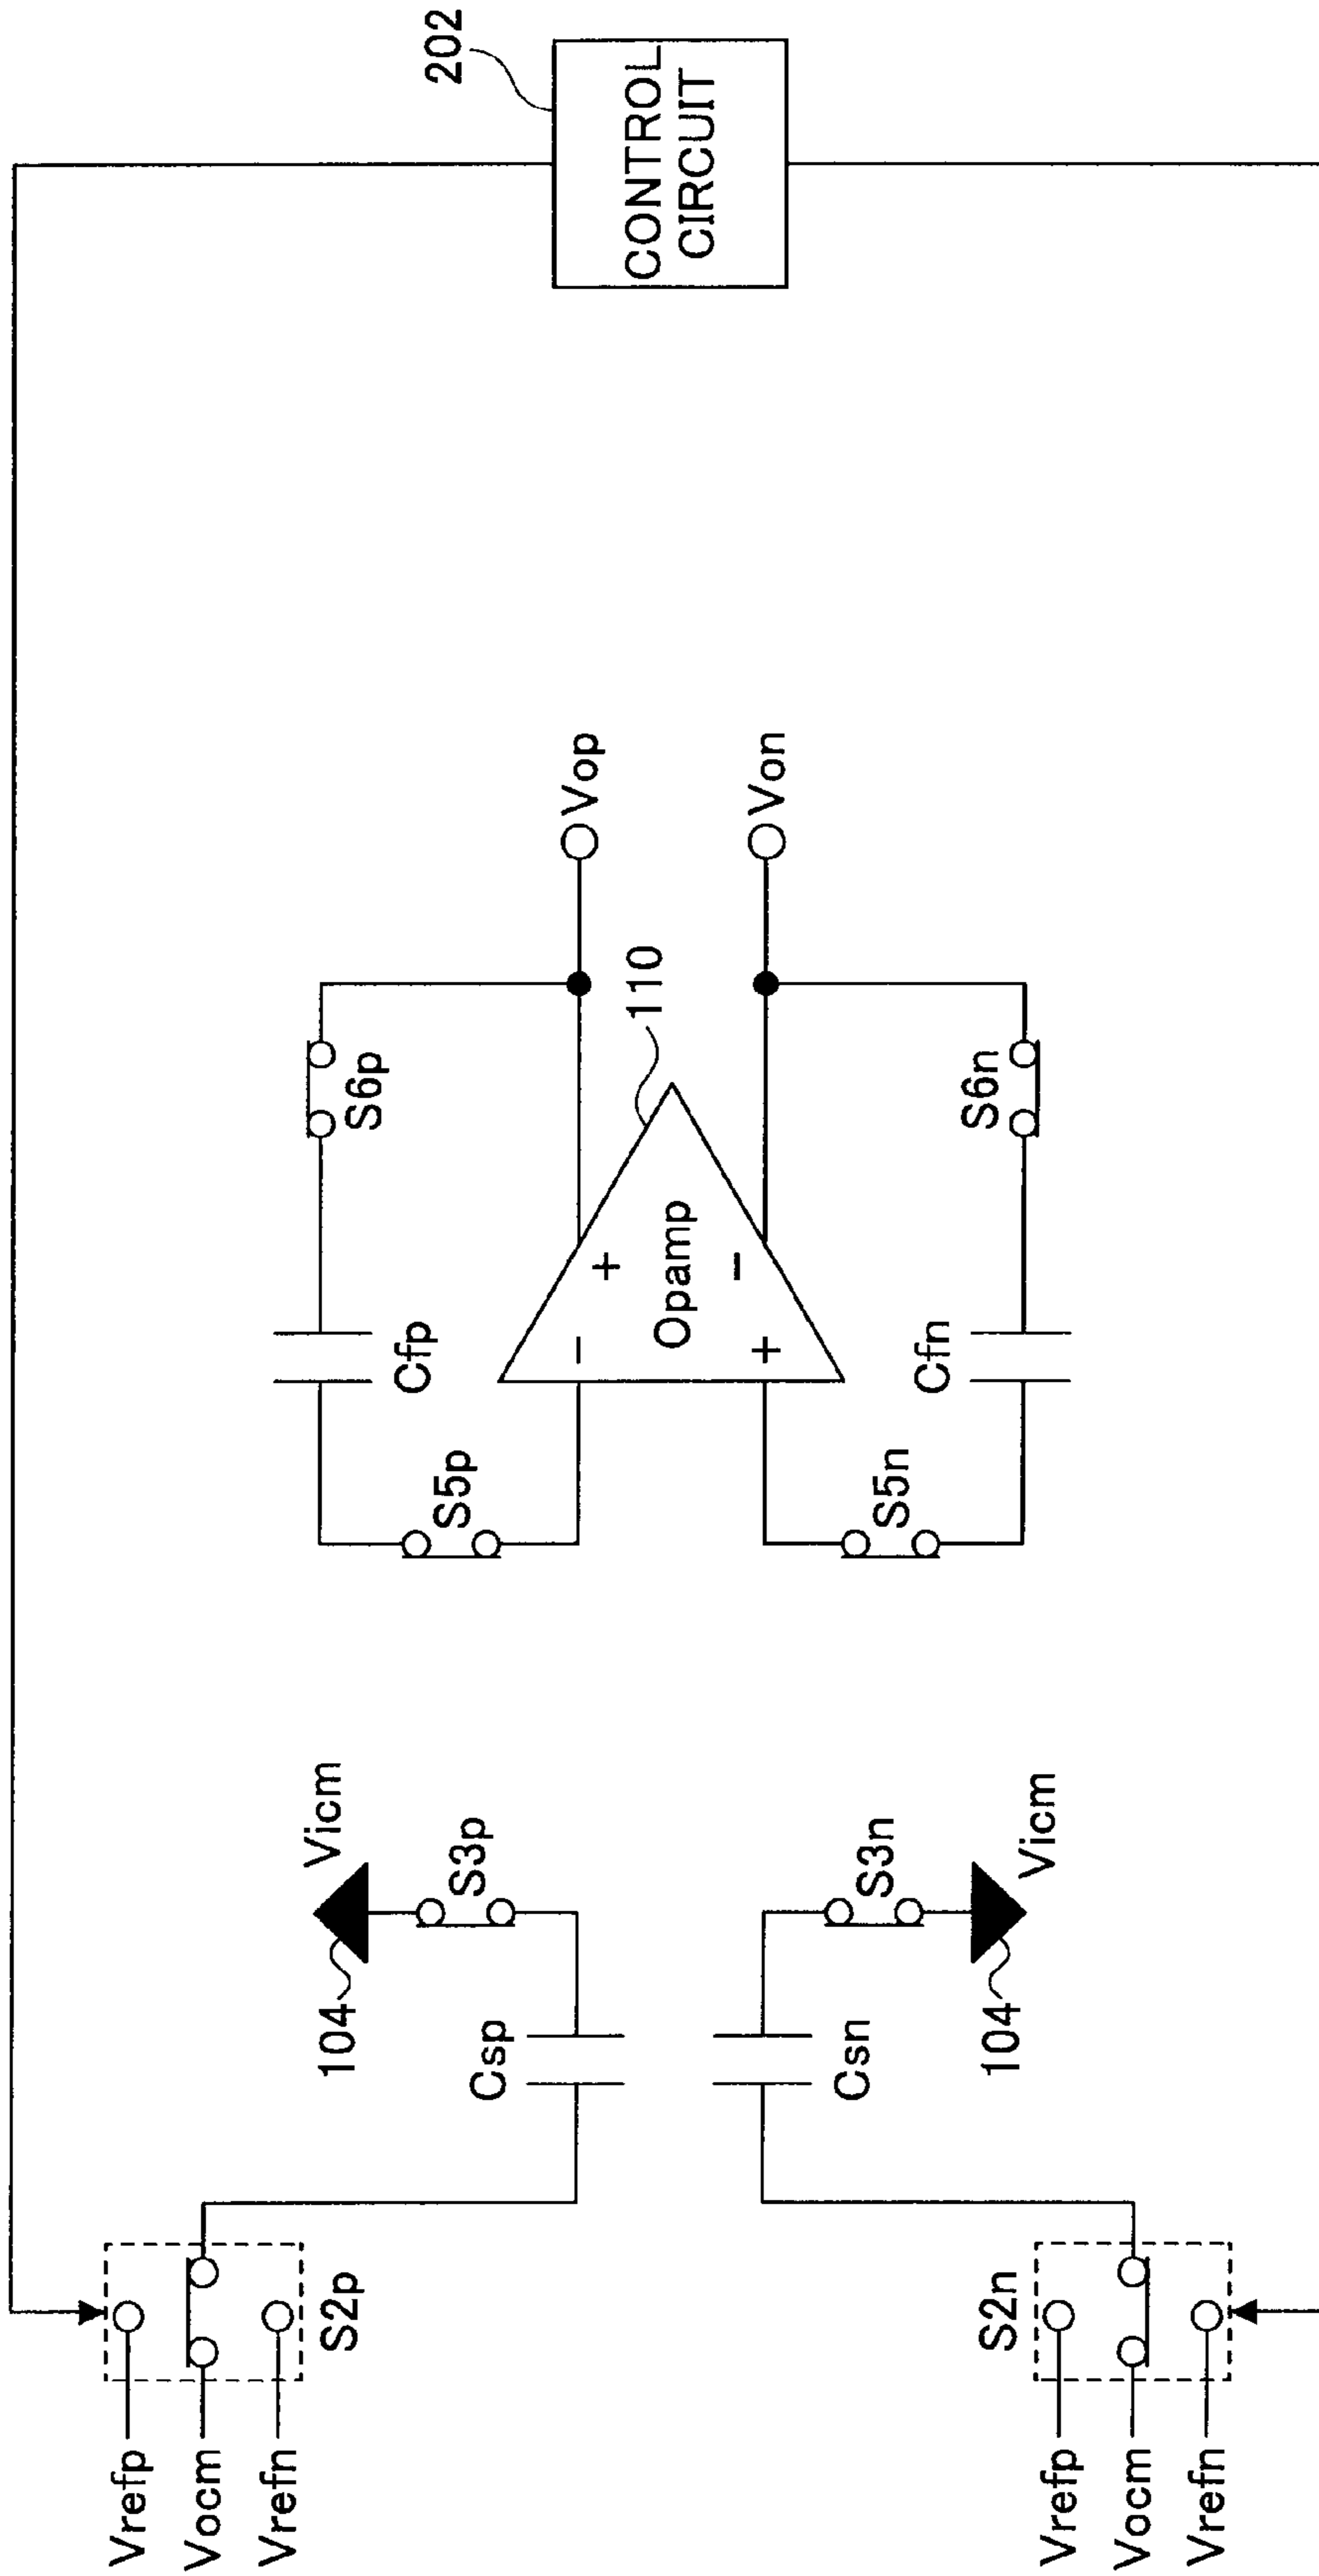 202
CONTROL
CIRCUIT
Vrefp
Vocm
Vrefn
S2p
Csp
104
Vicm
S3p
S5p
Cfp
S6p
Vop
110
Opamp
-
+
+
-
Von
S5n
Cfn
S6n
S3n
Vicm
Csn
104
S2n
Vrefp
Vocm
Vrefn